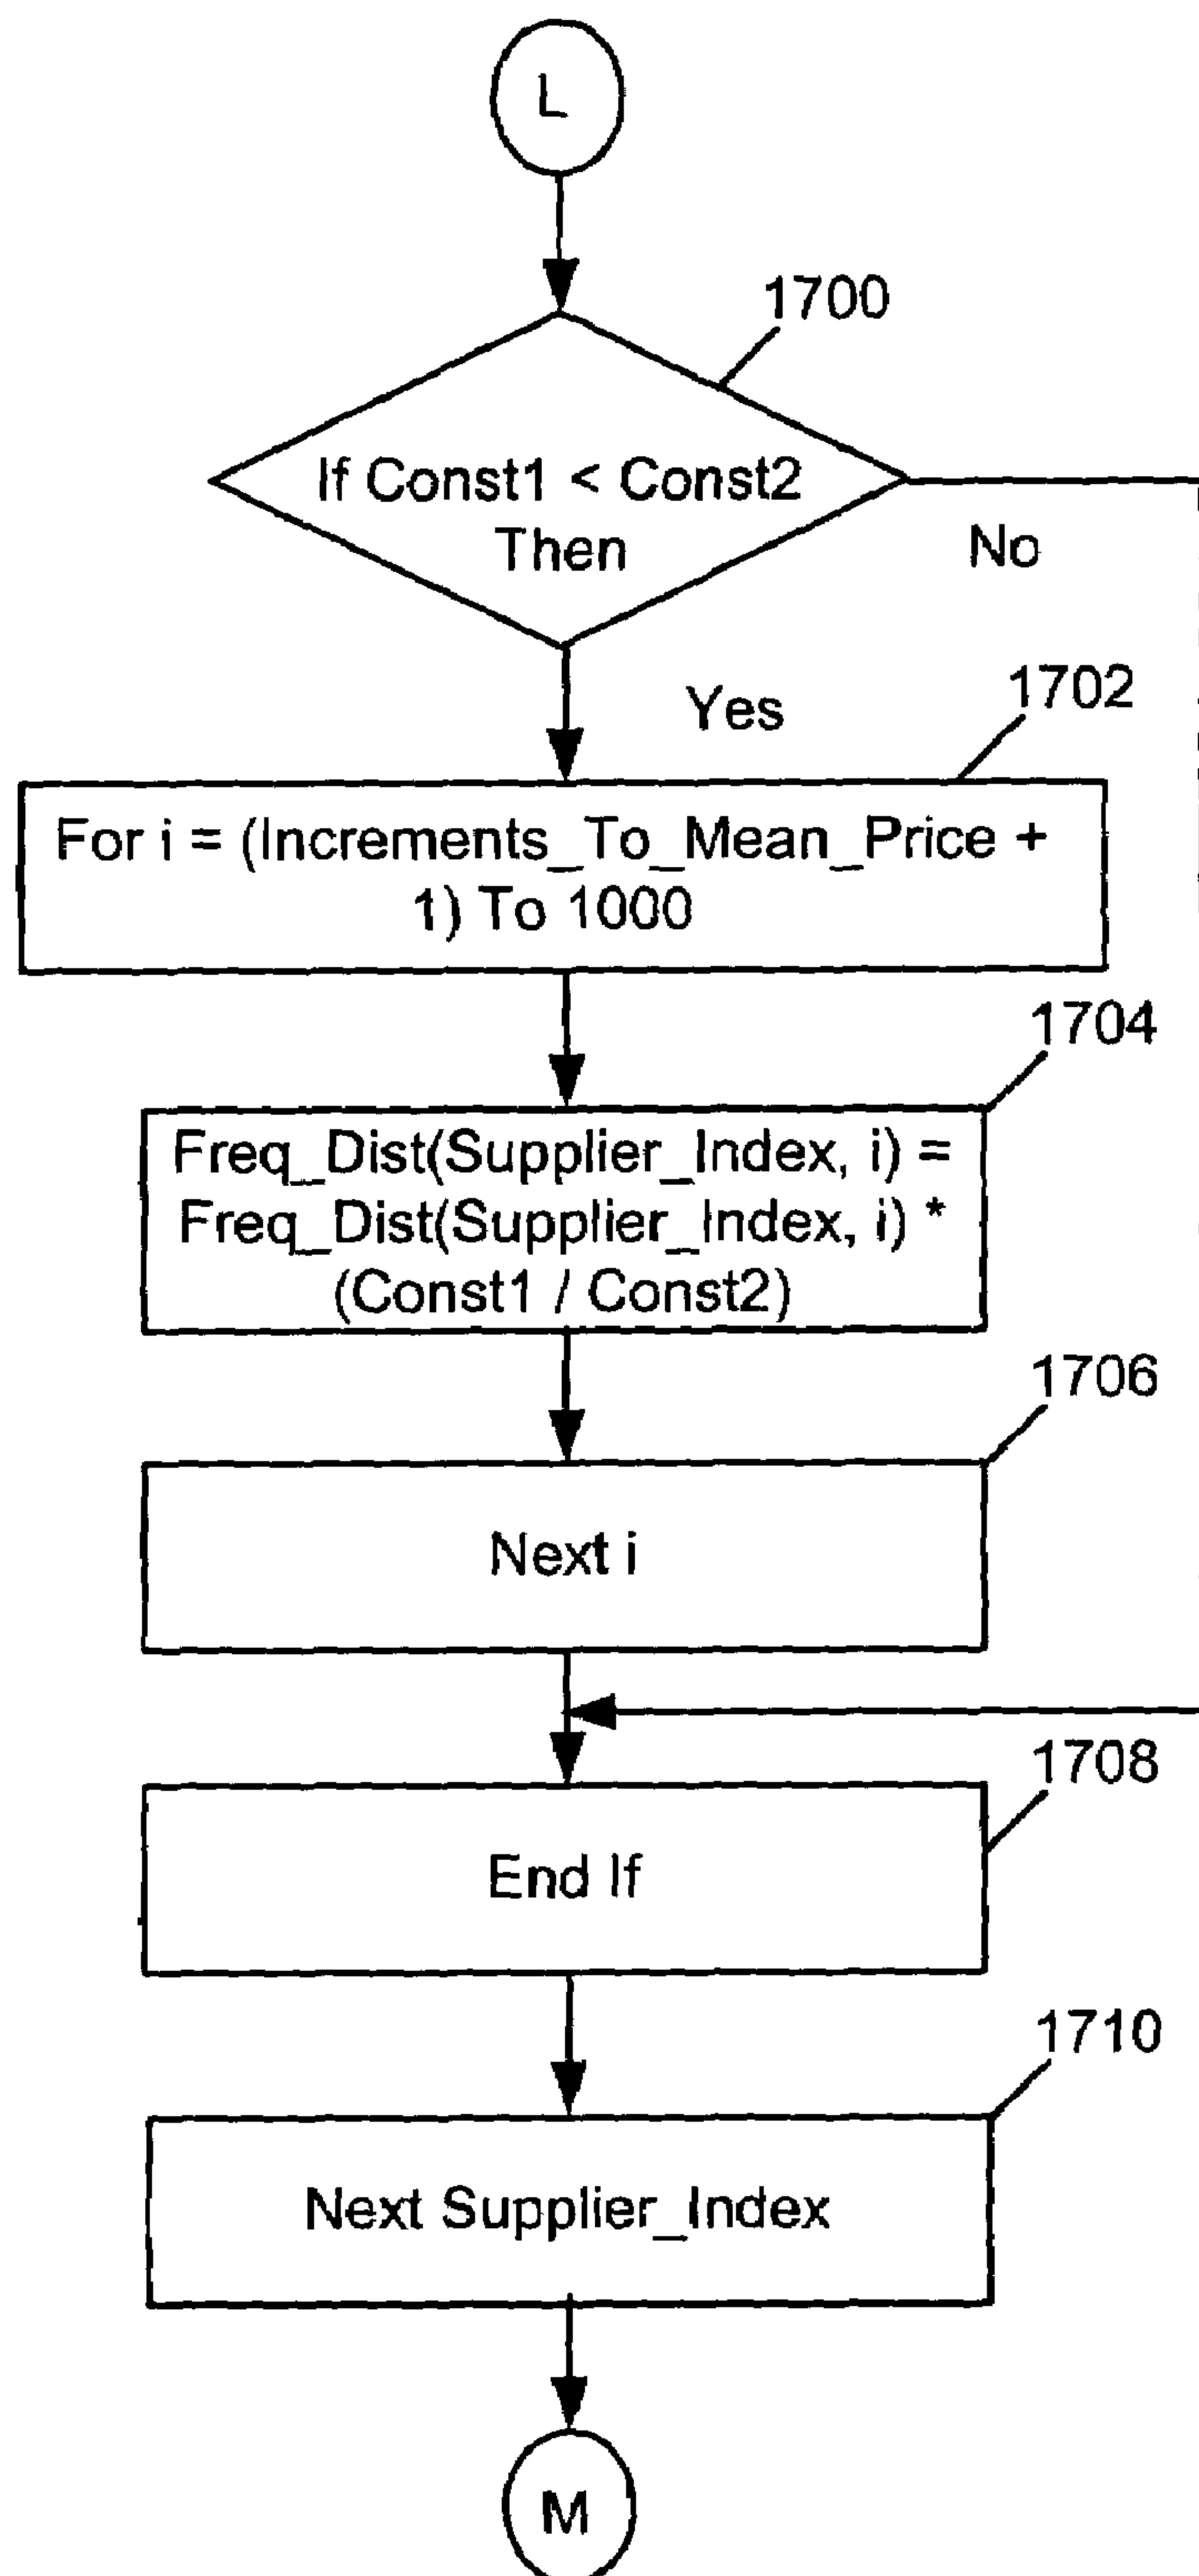 L
1700
If Const1 < Const2
Then
No
Yes
1702
For i = (Increments_To_Mean_Price +
1) To 1000
1704
Freq_Dist(Supplier_Index, i) =
Freq_Dist(Supplier_Index, i) *
(Const1 / Const2)
1706
Next i
1708
End If
1710
Next Supplier_Index
M